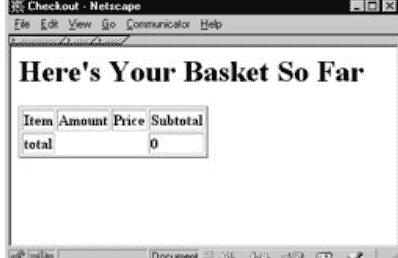 Checkout - Netscape
File Edit View Go Communicator Help
Here's Your Basket So Far
Item Amount Price Subtotal
total 0
Document